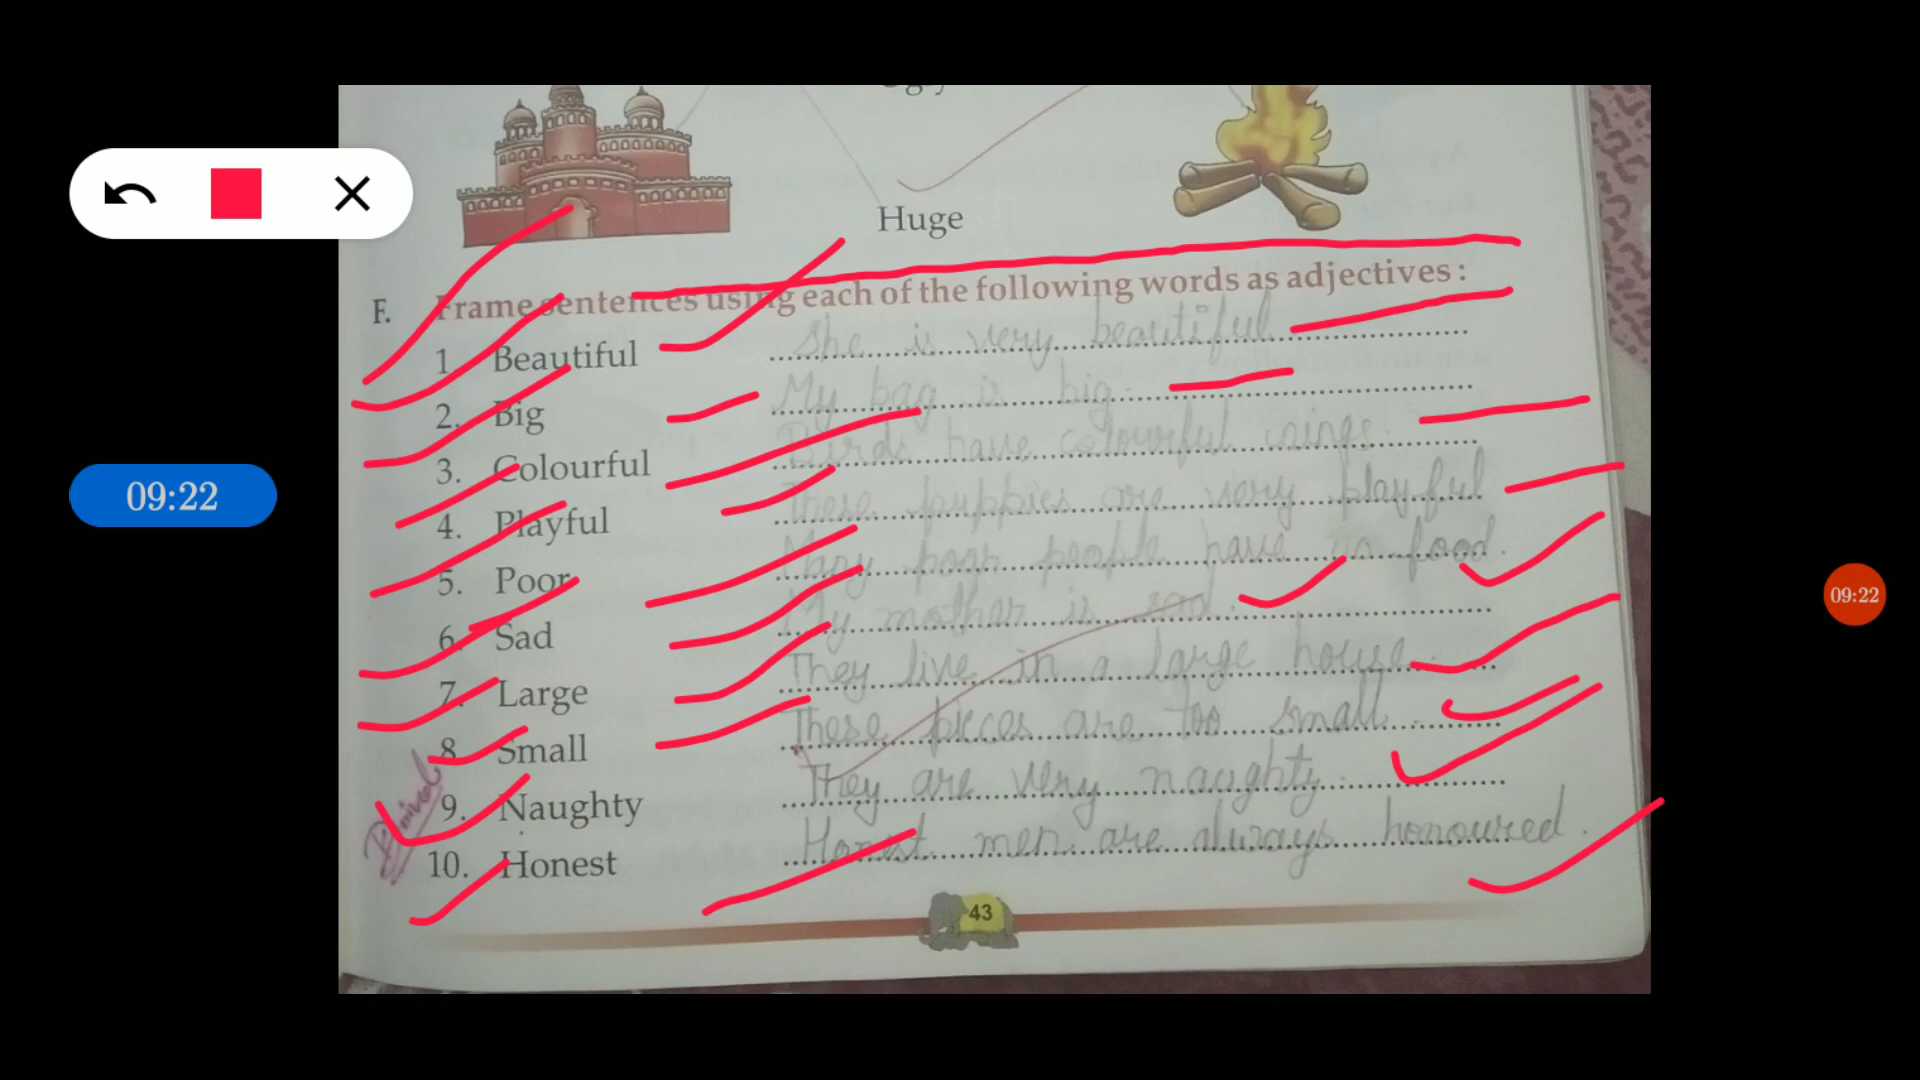 Huge
F. Frame sentences using each of the following words as adjectives :
1. Beautiful She is very beautiful
2. Big My bag is big.
3. Colourful Birds have colourful wings.
4. Playful These puppies are very playful
5. Poor Many poor people have no food.
6. Sad My mother is sad.
7. Large They live in a large house.
8. Small These pices are too small.
9. Naughty They are very naughty.
10. Honest Honest men are always honoured.
43
09:22
09:22